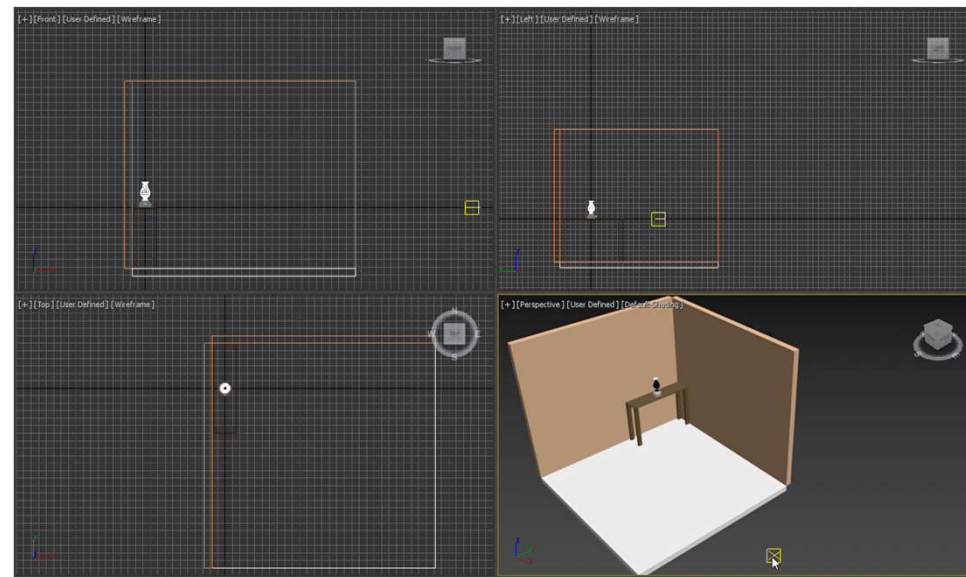 [+] [Front] [User Defined] [Wireframe]
[+] [Left] [User Defined] [Wireframe]
[+] [Top] [User Defined] [Wireframe]
N
W
E
S
[+] [Perspective] [User Defined] [Default Shading]